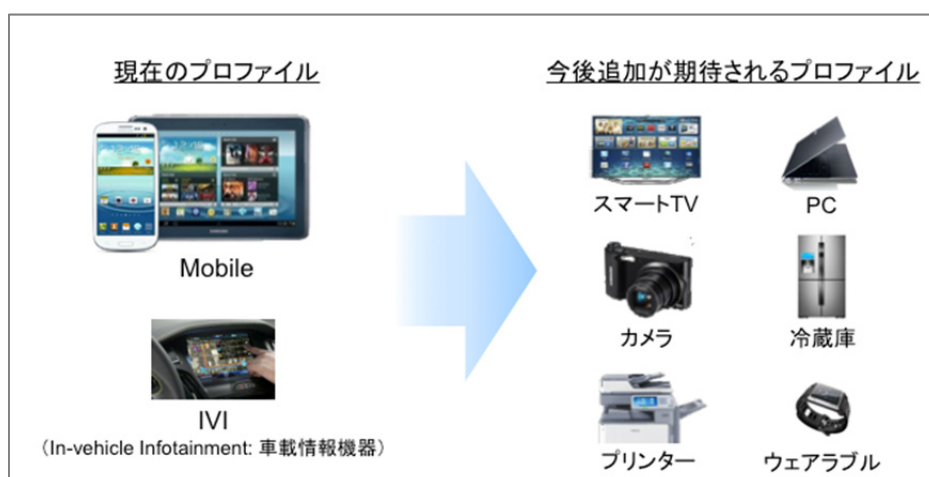 現在のプロファイル
Mobile
IVI
（In-vehicle Infotainment: 車載情報機器）
今後追加が期待されるプロファイル
スマートTV
PC
カメラ
冷蔵庫
プリンター
ウェアラブル